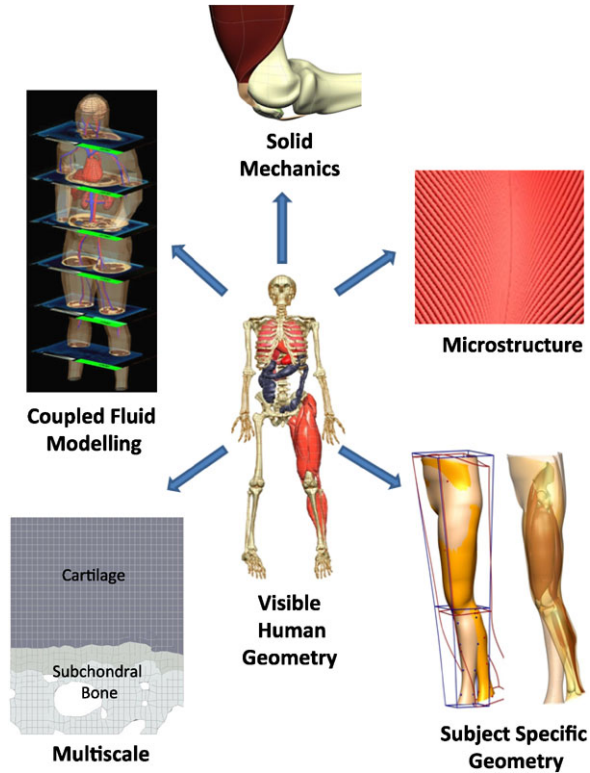 Solid
Mechanics
Microstructure
Coupled Fluid
Modelling
Cartilage
Subchondral
Bone
Multiscale
Visible
Human
Geometry
Subject Specific
Geometry